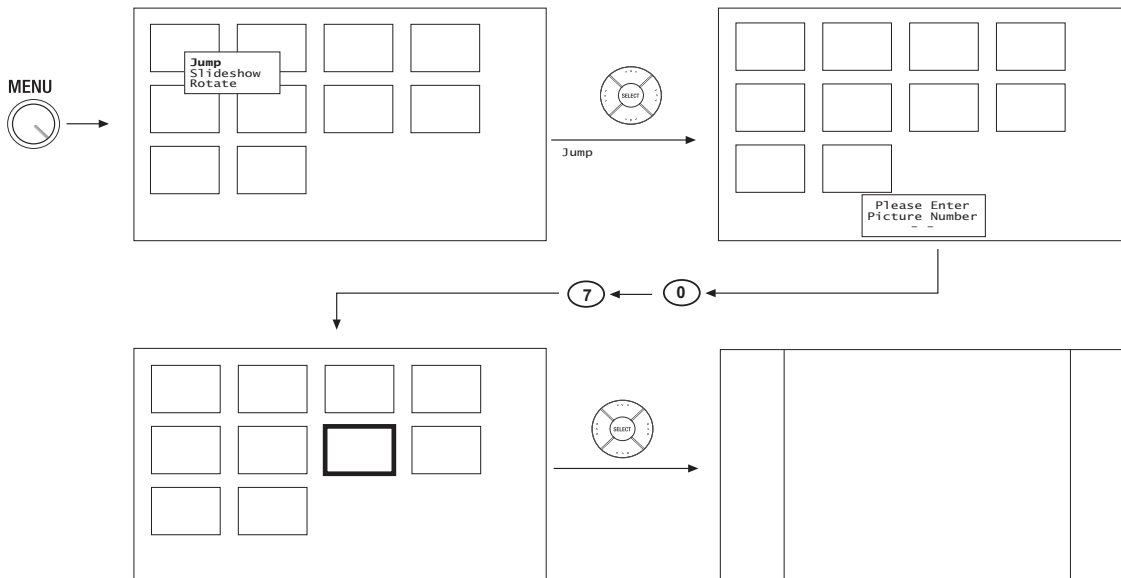 MENU
Jump
Slideshow
Rotate
SELECT
Jump
Please Enter
Picture Number
- -
7
0
SELECT